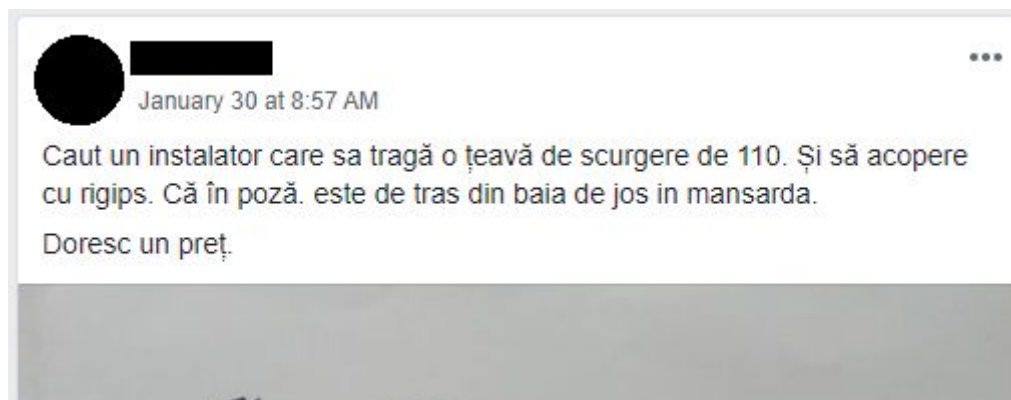 January 30 at 8:57 AM
Caut un instalator care sa tragă o țeavă de scurgere de 110. Și să acopere
cu rigips. Că în poză. este de tras din baia de jos in mansarda.
Doresc un preț.